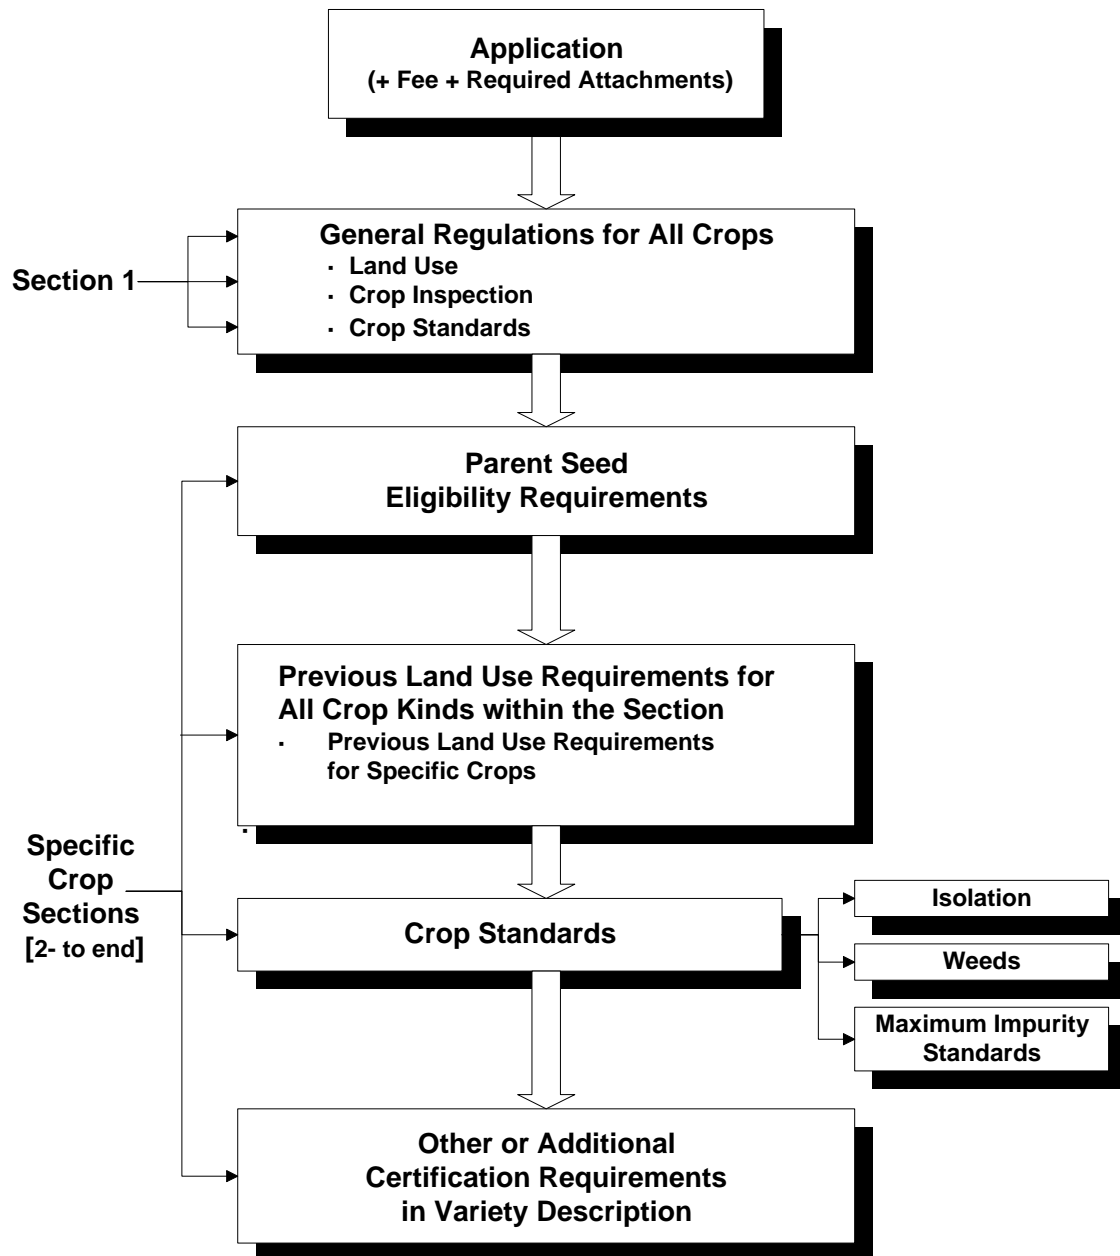 Application
(+ Fee + Required Attachments)
General Regulations for All Crops
· Land Use
Section 1
· Crop Inspection
· Crop Standards
Parent Seed
Eligibility Requirements
Previous Land Use Requirements for
All Crop Kinds within the Section
· Previous Land Use Requirements
for Specific Crops
·
Specific
Crop
Sections
[2- to end]
Crop Standards
Isolation
Weeds
Maximum Impurity
Standards
Other or Additional
Certification Requirements
in Variety Description